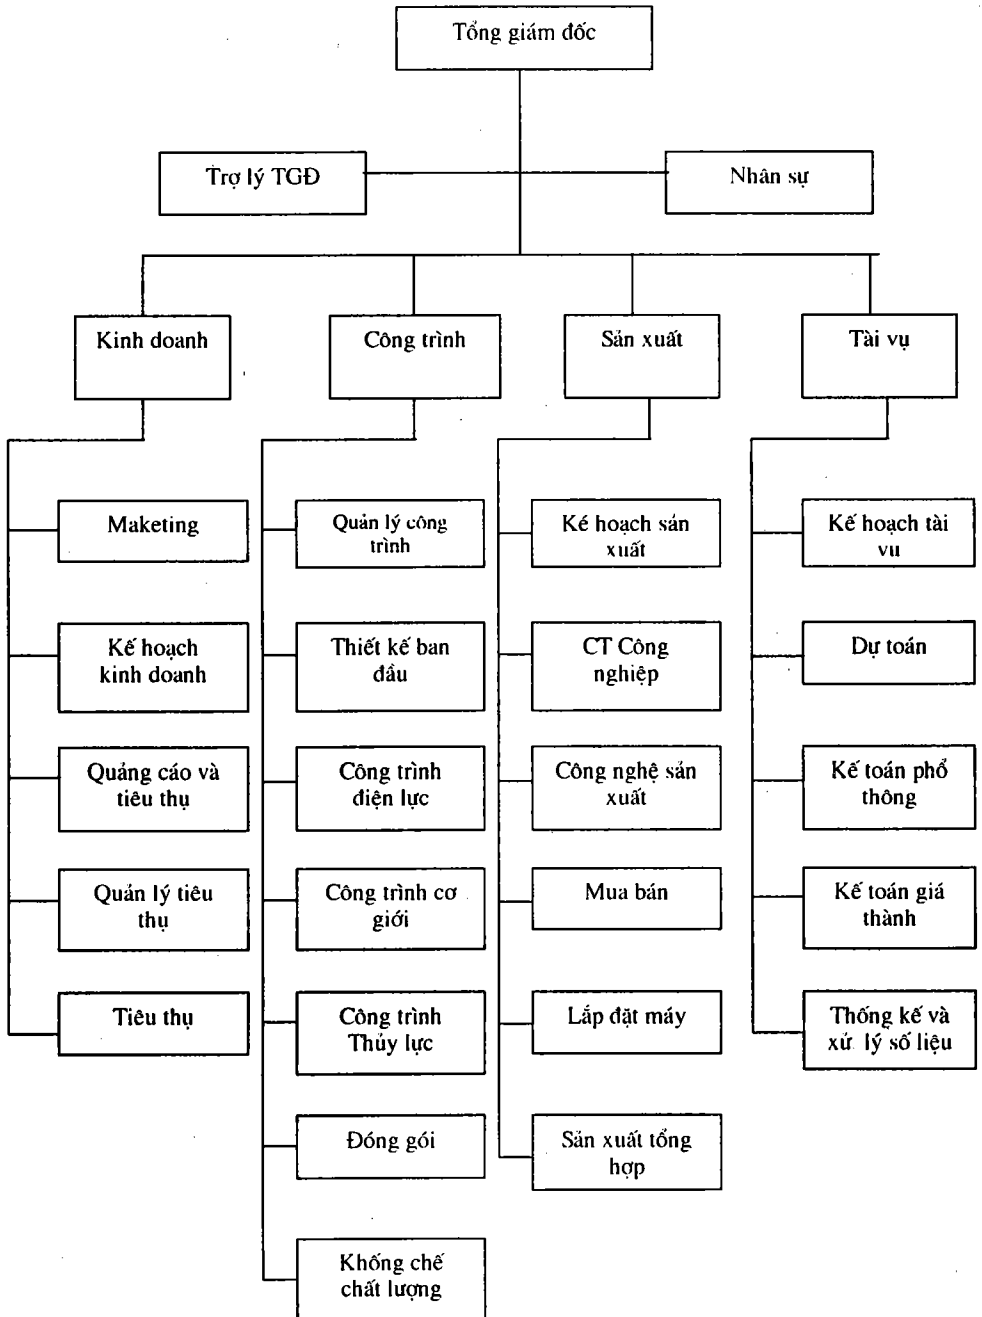 Tổng giám đốc
Trợ lý TGĐ
Nhân sự
Kinh doanh
Công trình
Sản xuất
Tài vụ
Maketing
Kế hoạch
kinh doanh
Quảng cáo và
tiêu thụ
Quản lý tiêu
thụ
Tiêu thụ
Quản lý công
trình
Thiết kế ban
đầu
Công trình
điện lực
Công trình cơ
giới
Công trình
Thủy lực
Đóng gói
Khống chế
chất lượng
Ké hoạch sản
xuất
CT Công
nghiệp
Công nghệ sản
xuất
Mua bán
Lắp đặt máy
Sản xuất tổng
hợp
Kế hoạch tài
vu
Dự toán
Kế toán phổ
thông
Kế toán giá
thành
Thống kế và
xử lý số liệu